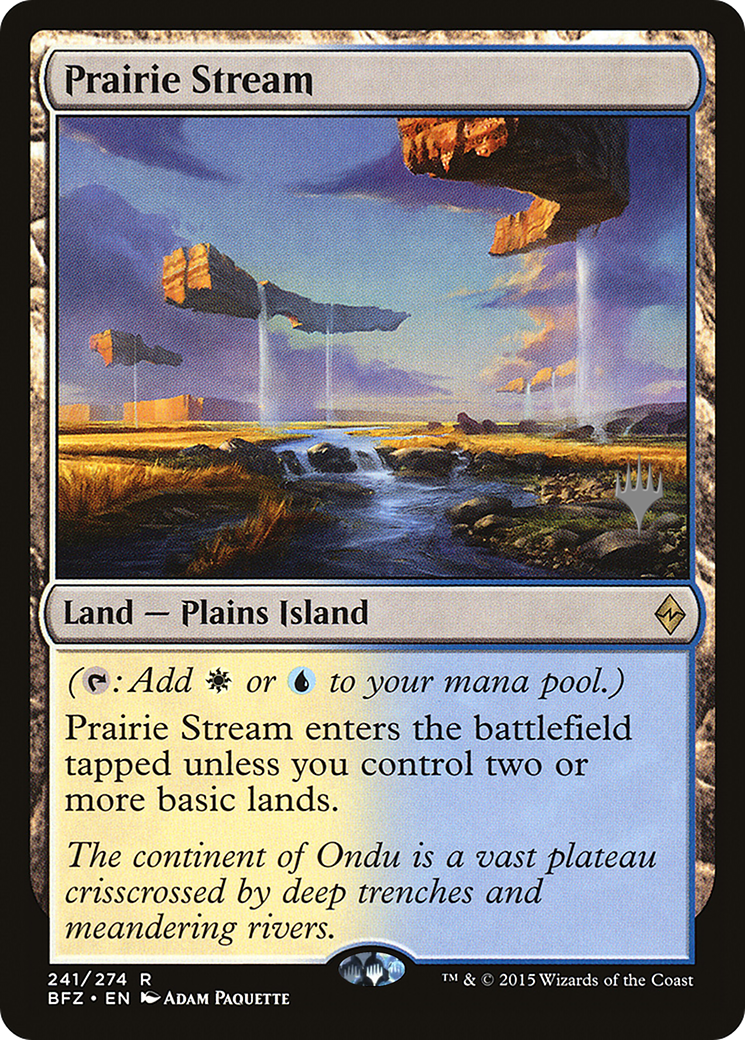 Prairie Stream
Land — Plains Island
(: Add or to your mana pool.)
Prairie Stream enters the battlefield
tapped unless you control two or
more basic lands.
The continent of Ondu is a vast plateau
crisscrossed by deep trenches and
meandering rivers.
241/274 R
BFZ • EN Adam Paquette
™ & © 2015 Wizards of the Coast